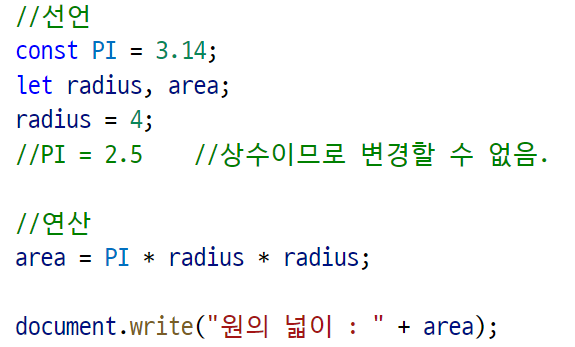 //선언
const PI = 3.14;
let radius, area;
radius = 4;
//PI = 2.5    //상수이므로 변경할 수 없음.
//연산
area = PI * radius * radius;
document.write("원의 넓이 : " + area);